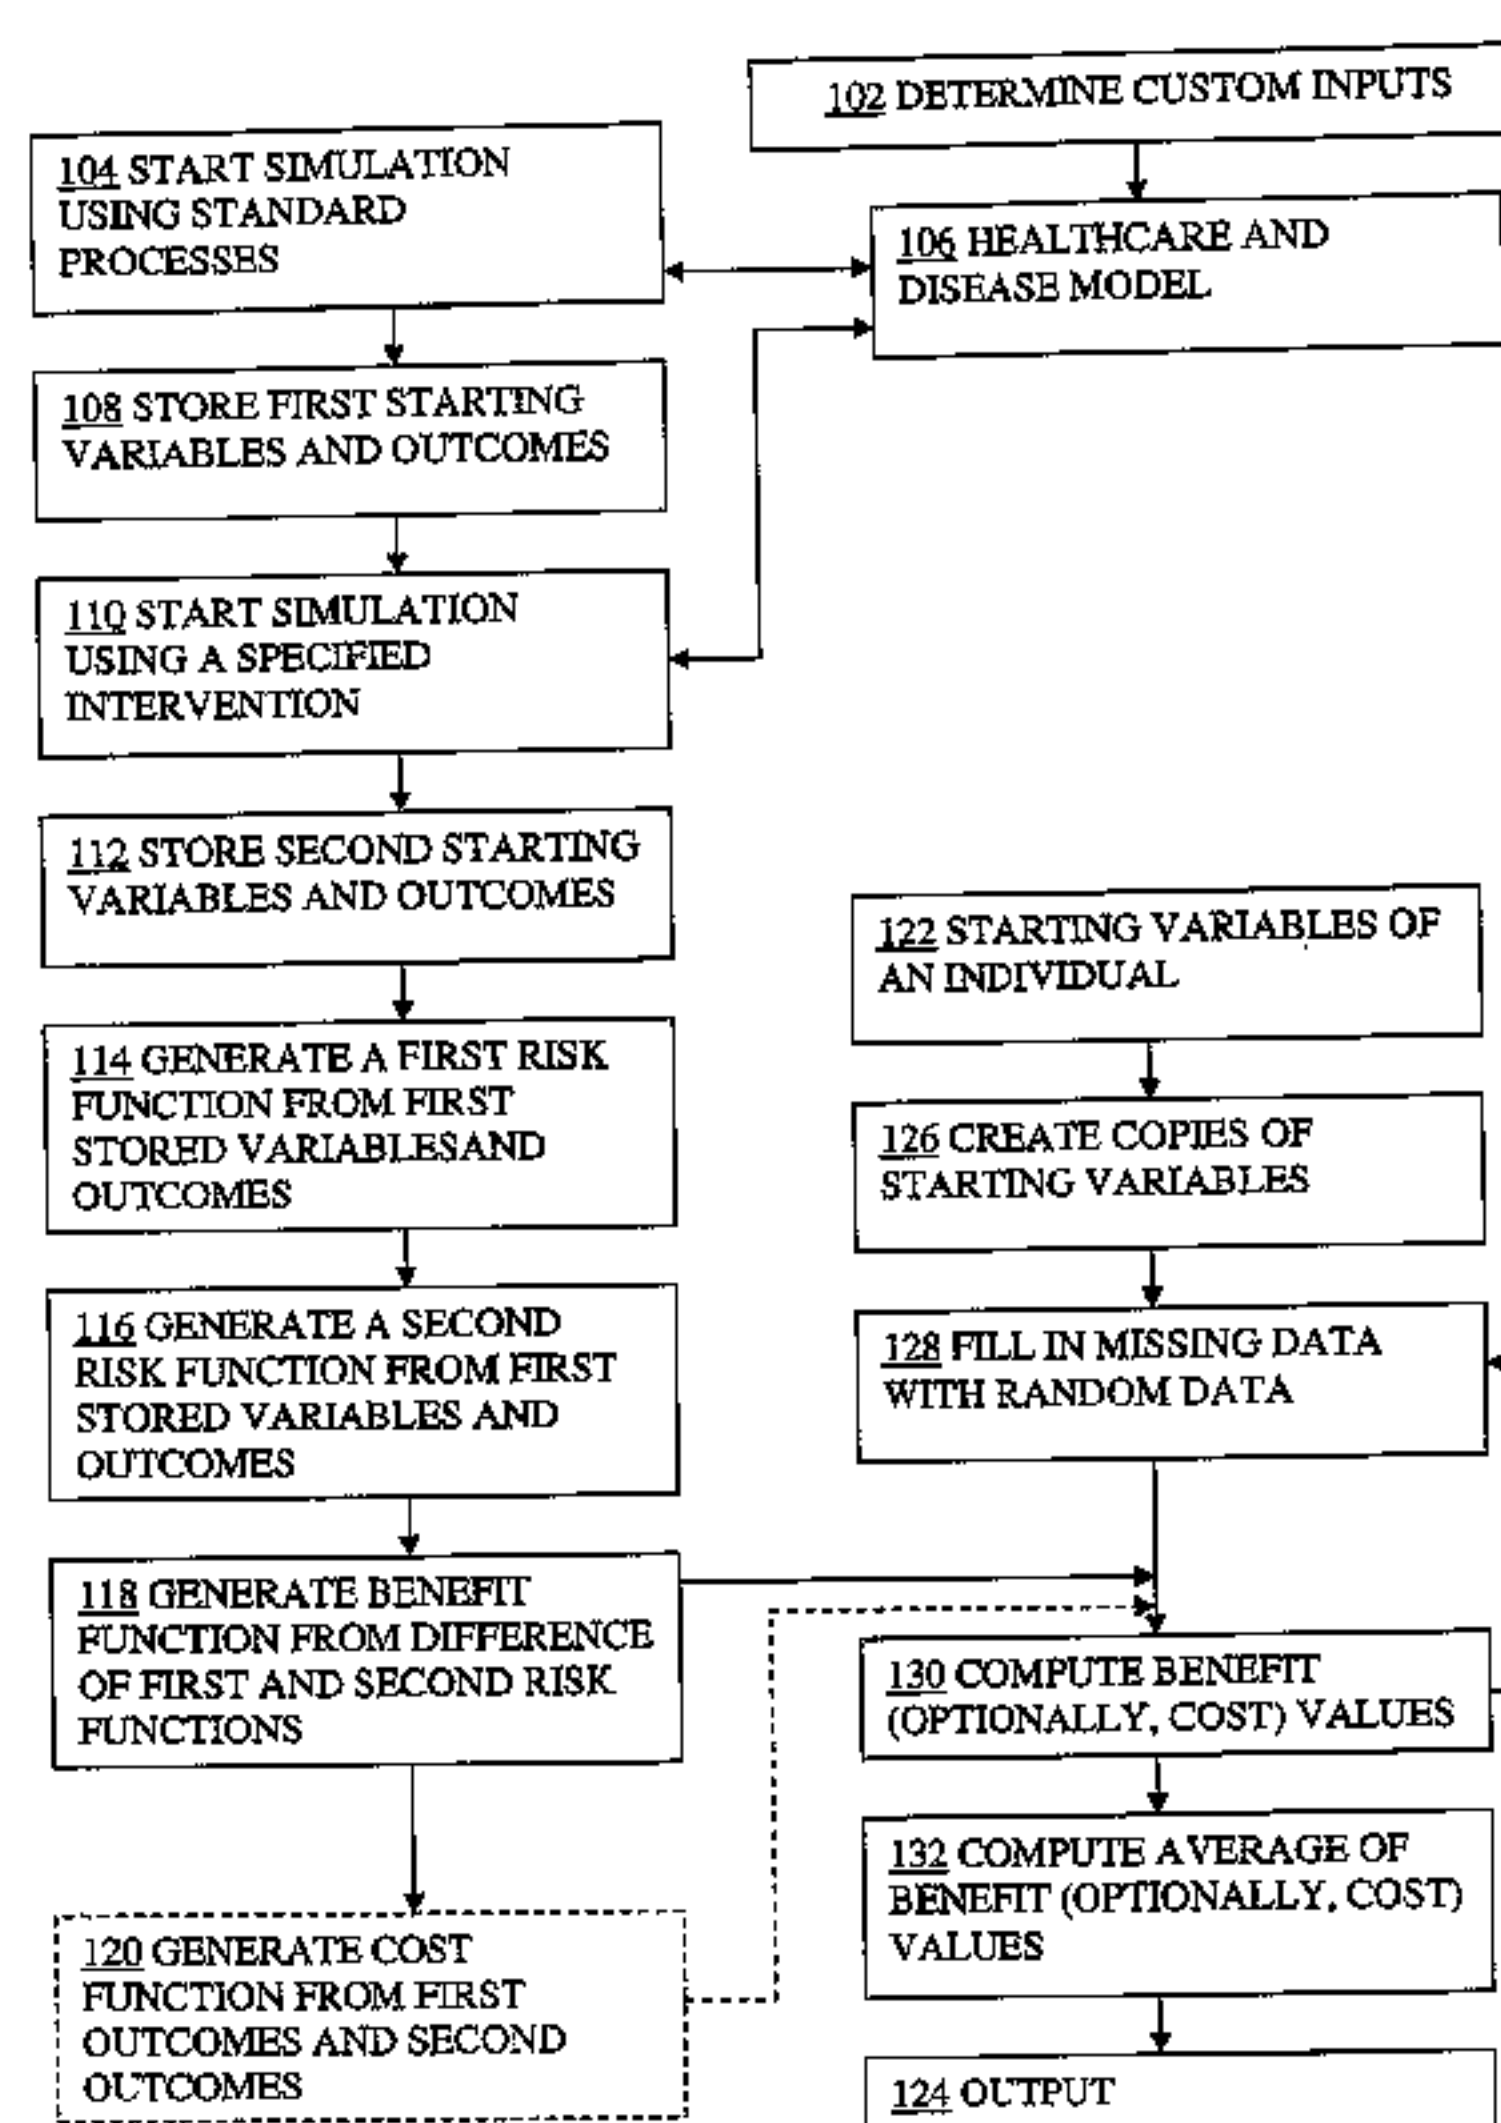 102 DETERMINE CUSTOM INPUTS
104 START SIMULATION
USING STANDARD
PROCESSES
106 HEALTHCARE AND
DISEASE MODEL
108 STORE FIRST STARTING
VARIABLES AND OUTCOMES
110 START SIMULATION
USING A SPECIFIED
INTERVENTION
112 STORE SECOND STARTING
VARIABLES AND OUTCOMES
114 GENERATE A FIRST RISK
FUNCTION FROM FIRST
STORED VARIABLESAND
OUTCOMES
116 GENERATE A SECOND
RISK FUNCTION FROM FIRST
STORED VARIABLES AND
OUTCOMES
118 GENERATE BENEFIT
FUNCTION FROM DIFFERENCE
OF FIRST AND SECOND RISK
FUNCTIONS
120 GENERATE COST
FUNCTION FROM FIRST
OUTCOMES AND SECOND
OUTCOMES
122 STARTING VARIABLES OF
AN INDIVIDUAL
126 CREATE COPIES OF
STARTING VARIABLES
128 FILL IN MISSING DATA
WITH RANDOM DATA
130 COMPUTE BENEFIT
(OPTIONALLY, COST) VALUES
132 COMPUTE AVERAGE OF
BENEFIT (OPTIONALLY, COST)
VALUES
124 OUTPUT